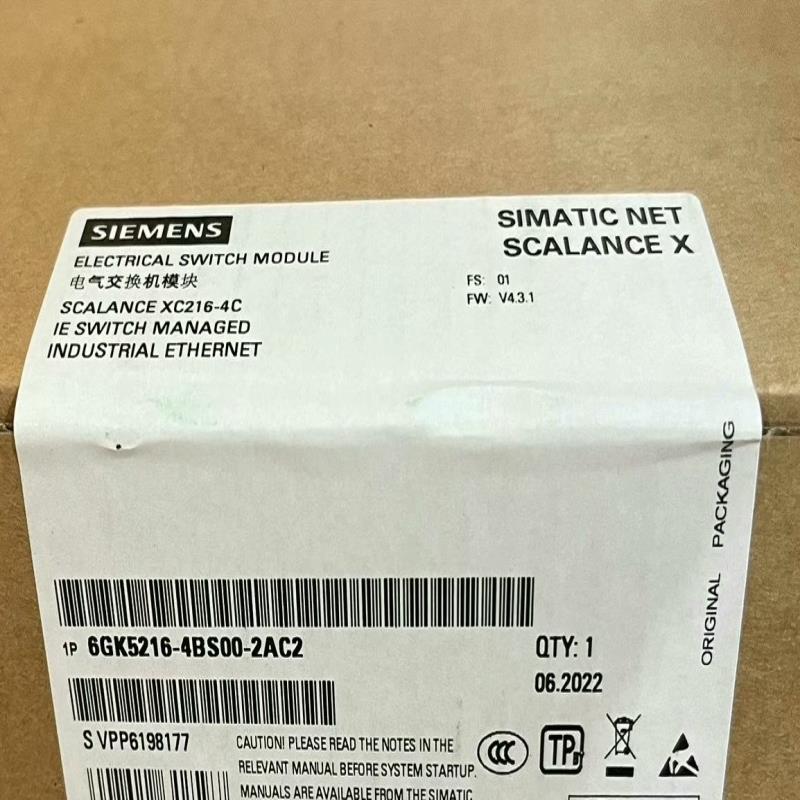 SIEMENS
SIMATIC NET
SCALANCE X
ELECTRICAL SWITCH MODULE
电气交换机模块
SCALANCE XC216-4C
IE SWITCH MANAGED
INDUSTRIAL ETHERNET
FS: 01
FW: V4.3.1
ORIGINAL PACKAGING
1P 6GK5216-4BS00-2AC2
QTY: 1
06.2022
S VPP6198177
CAUTION! PLEASE READ THE NOTES IN THE
RELEVANT MANUAL BEFORE SYSTEM STARTUP.
MANUALS ARE AVAILABLE FROM THE SIMATIC
CCC
TP